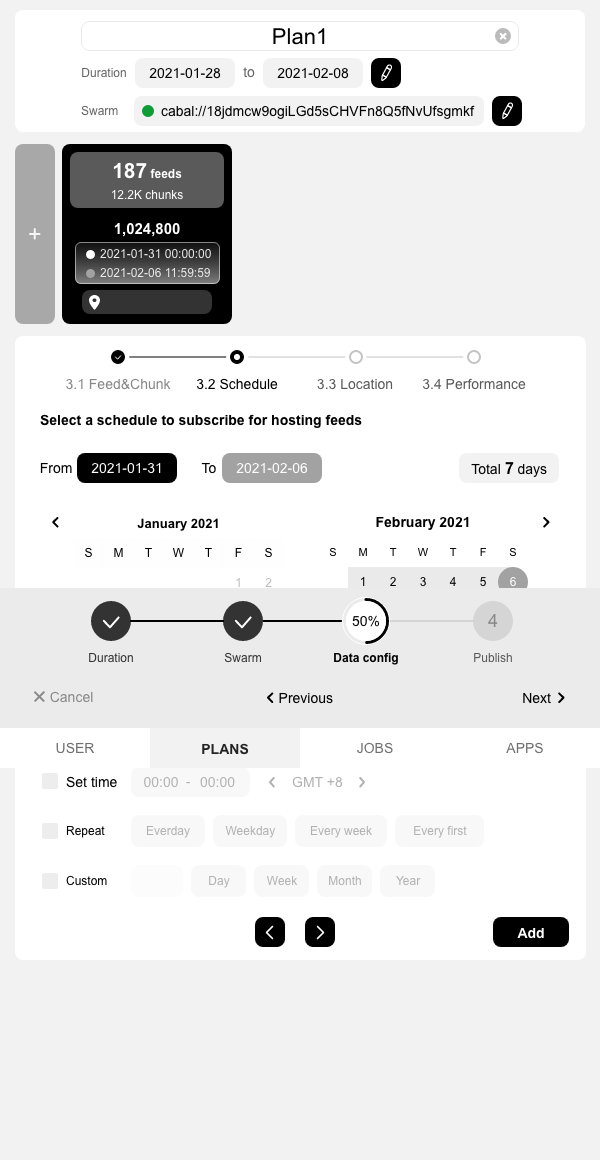 Plan1
Duration 2021-01-28 to 2021-02-08
Swarm cabal://18jdmcw9ogiLGd5sCHVFn8Q5fNvUfsgmkf
+
187 feeds
12.2K chunks
1,024,800
2021-01-31 00:00:00
2021-02-06 11:59:59
3.1 Feed&Chunk 3.2 Schedule 3.3 Location 3.4 Performance
Select a schedule to subscribe for hosting feeds
From 2021-01-31 To 2021-02-06 Total 7 days
January 2021 February 2021
S M T W T F S S M T W T F S
1 2 1 2 3 4 5 6
50% 4
Duration Swarm Data config Publish
Cancel Previous Next
USER PLANS JOBS APPS
Set time 00:00 - 00:00 GMT +8
Repeat Everday Weekday Every week Every first
Custom Day Week Month Year
Add